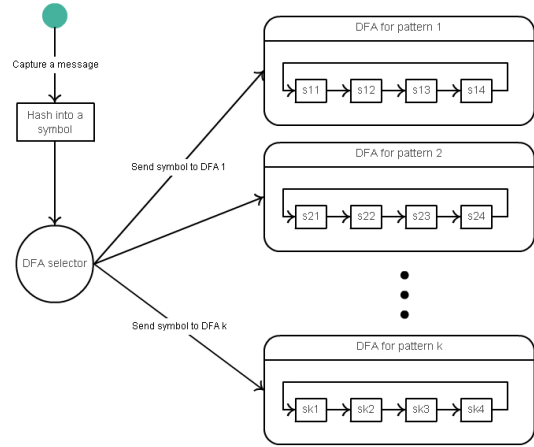 Capture a message
Hash into a
symbol
DFA selector
Send symbol to DFA 1
Send symbol to DFA k
DFA for pattern 1
s11 s12 s13 s14
DFA for pattern 2
s21 s22 s23 s24
DFA for pattern k
sk1 sk2 sk3 sk4